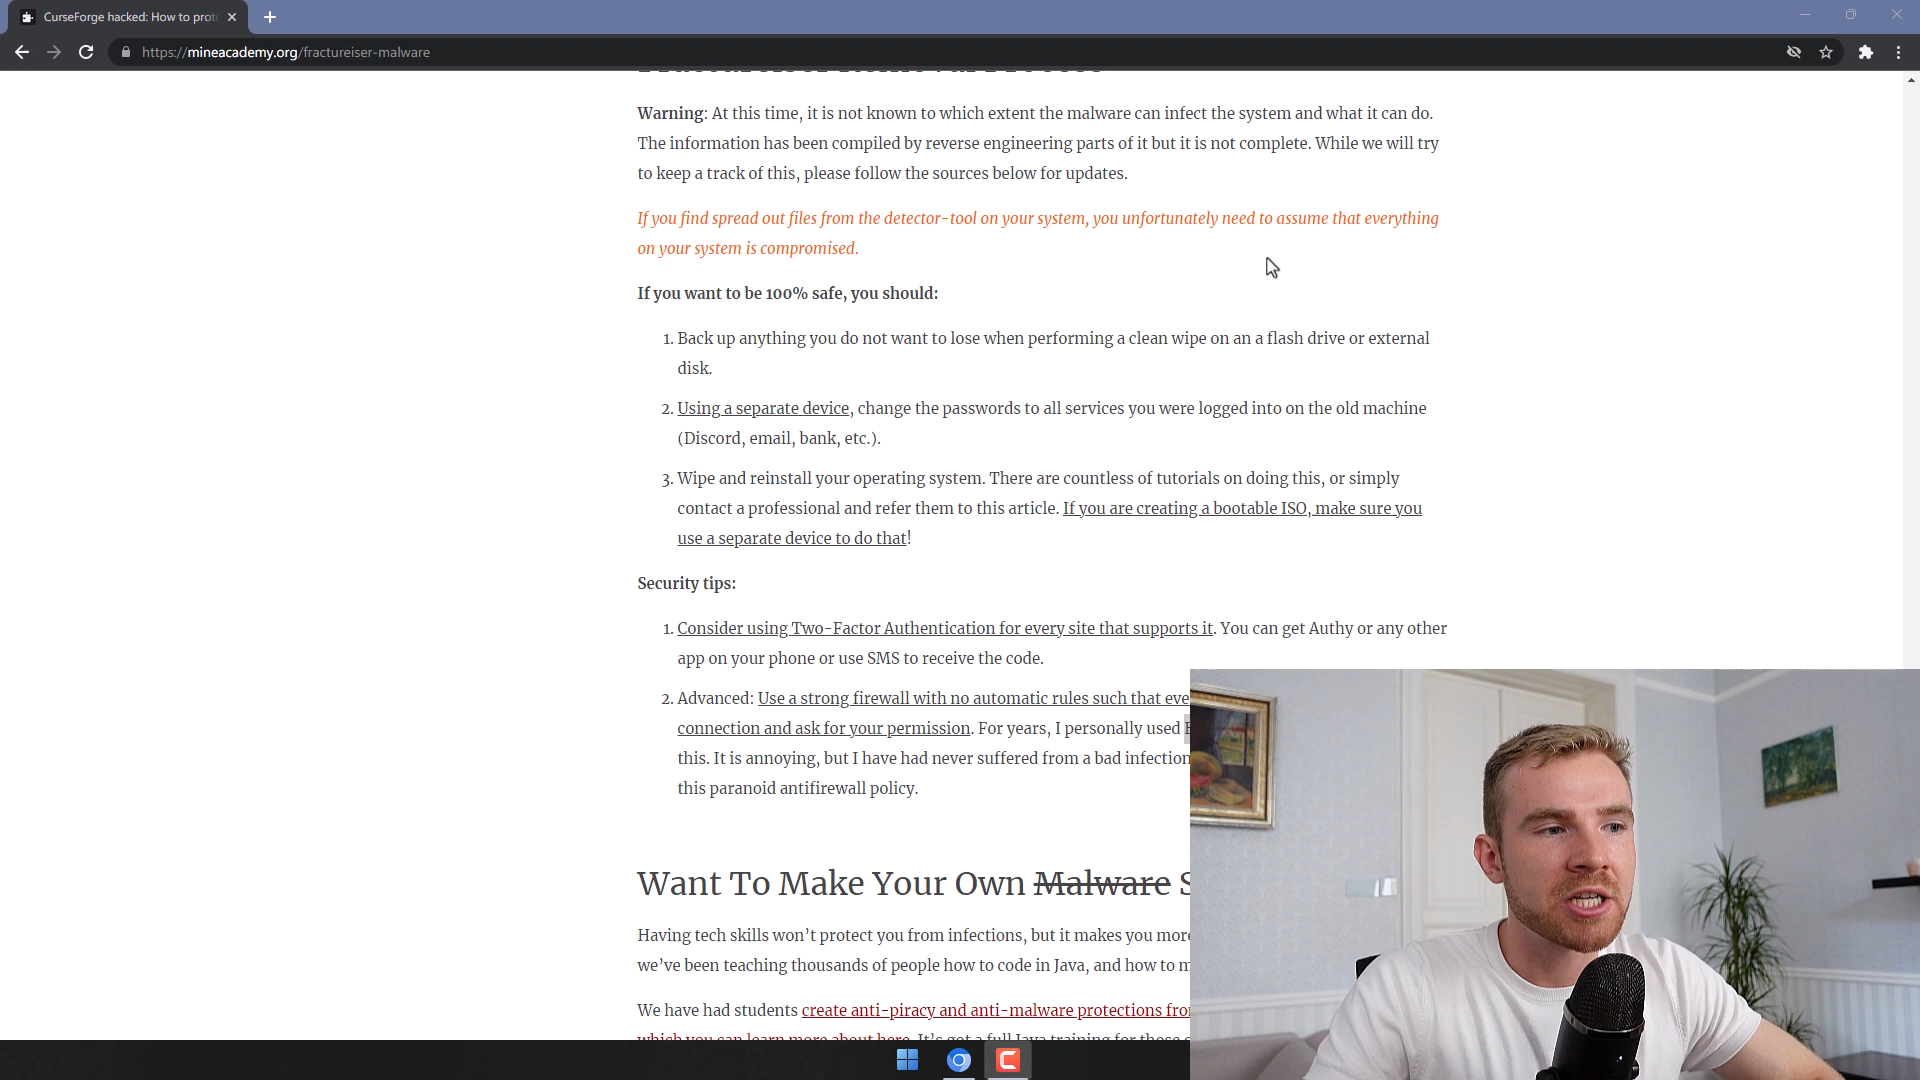 CurseForge hacked: How to prot
https://mineacademy.org/fractureiser-malware
Warning: At this time, it is not known to which extent the malware can infect the system and what it can do.
The information has been compiled by reverse engineering parts of it but it is not complete. While we will try
to keep a track of this, please follow the sources below for updates.
If you find spread out files from the detector-tool on your system, you unfortunately need to assume that everything
on your system is compromised.
If you want to be 100% safe, you should:
1. Back up anything you do not want to lose when performing a clean wipe on an a flash drive or external
disk.
2. Using a separate device, change the passwords to all services you were logged into on the old machine
(Discord, email, bank, etc.).
3. Wipe and reinstall your operating system. There are countless of tutorials on doing this, or simply
contact a professional and refer them to this article. If you are creating a bootable ISO, make sure you
use a separate device to do that!
Security tips:
1. Consider using Two-Factor Authentication for every site that supports it. You can get Authy or any other
app on your phone or use SMS to receive the code.
2. Advanced: Use a strong firewall with no automatic rules such that eve
connection and ask for your permission. For years, I personally used
this. It is annoying, but I have had never suffered from a bad infection
this paranoid antifirewall policy.
Want To Make Your Own Malware S
Having tech skills won't protect you from infections, but it makes you more
we've been teaching thousands of people how to code in Java, and how to m
We have had students create anti-piracy and anti-malware protections fro
which you can learn more about here. It's got a full Java training for those